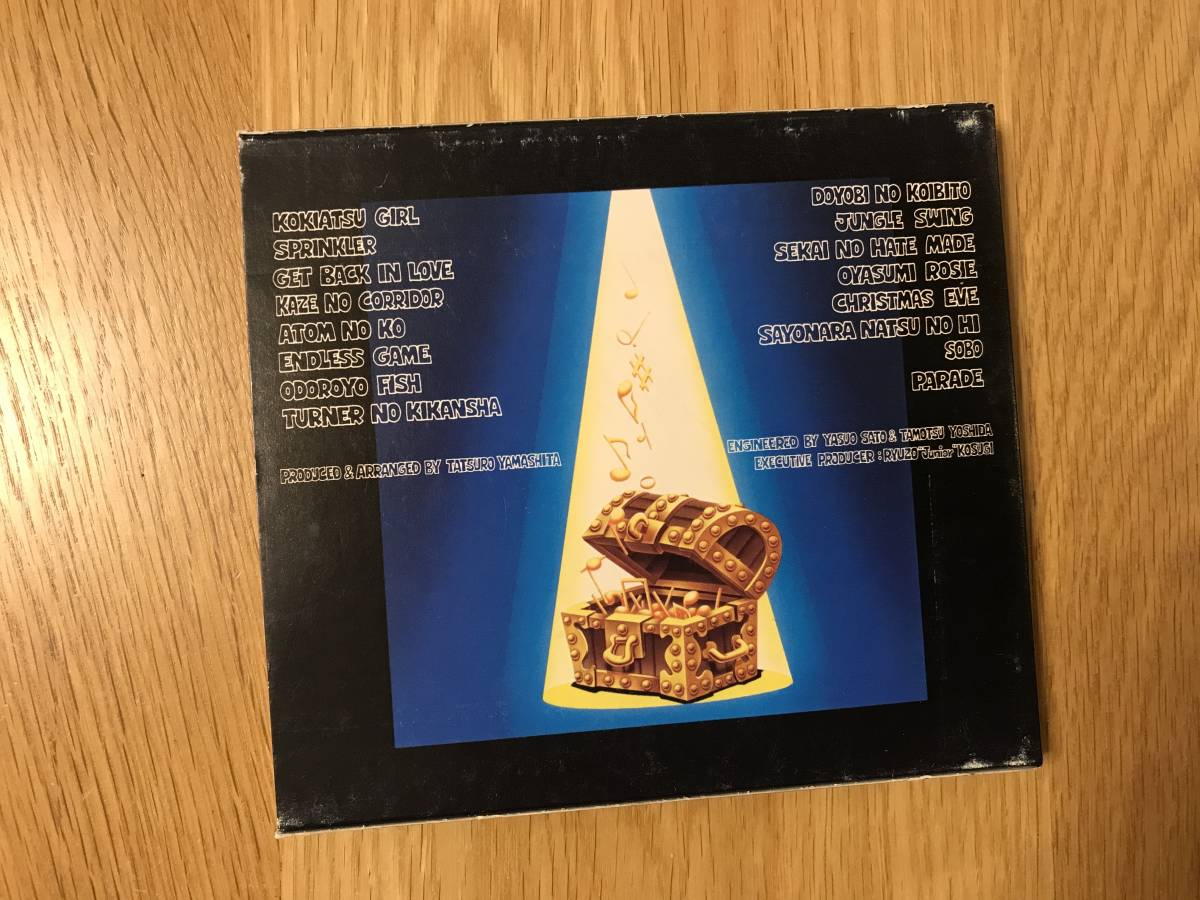 KOKIATSU GIRL
SPRINKLER
GET BACK IN LOVE
KAZE NO CORRIDOR
ATOM NO KO
ENDLESS GAME
ODOROYO FISH
TURNER NO KIKANSHA
PRODUCED & ARRANGED BY TATSURO YAMASHITA
DOYOBI NO KOIBITO
JUNGLE SWING
SEKAI NO HATE MADE
OYASUMI ROSIE
CHRISTMAS EVE
SAYONARA NATSU NO HI
SOBO
PARADE
ENGINEERED BY YASUO SATO & TAMOTSU YOSHIDA
EXECUTIVE PRODUCER : RYUZO "Junior" KOSUGI